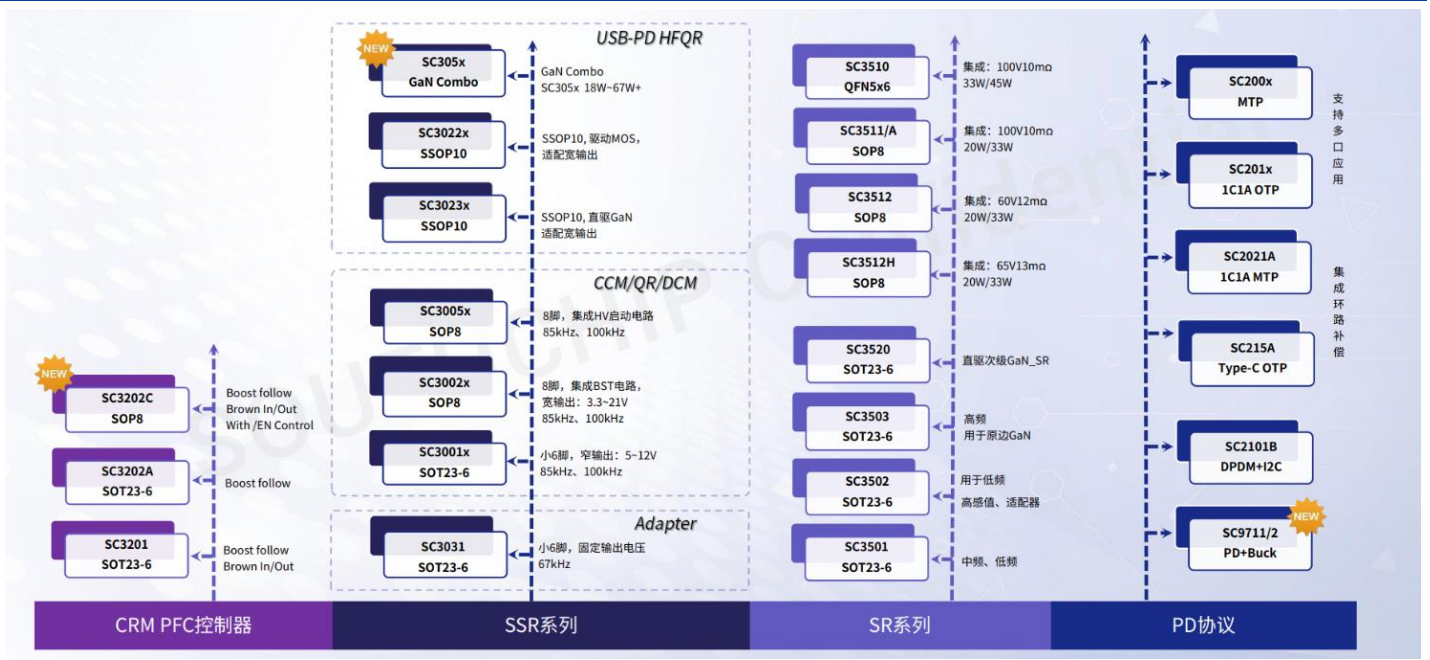 NEW
SC3202C
SOP8
Boost follow
Brown In/Out
With /EN Control
SC3202A
SOT23-6
Boost follow
SC3201
SOT23-6
Boost follow
Brown In/Out
CRM PFC控制器
USB-PD HFQR
NEW
SC305x
GaN Combo
GaN Combo
SC305x 18W~67W+
SC3022x
SSOP10
SSOP10, 驱动MOS，
适配宽输出
SC3023x
SSOP10
SSOP10, 直驱GaN
适配宽输出
CCM/QR/DCM
SC3005x
SOP8
8脚，集成HV启动电路
85kHz、100kHz
SC3002x
SOP8
8脚，集成BST电路，
宽输出：3.3~21V
85kHz、100kHz
SC3001x
SOT23-6
小6脚，窄输出：5~12V
85kHz、100kHz
Adapter
SC3031
SOT23-6
小6脚，固定输出电压
67kHz
SSR系列
SC3510
QFN5x6
集成：100V10mΩ
33W/45W
SC3511/A
SOP8
集成：100V10mΩ
20W/33W
SC3512
SOP8
集成：60V12mΩ
20W/33W
SC3512H
SOP8
集成：65V13mΩ
20W/33W
SC3520
SOT23-6
直驱次级GaN_SR
SC3503
SOT23-6
高频
用于原边GaN
SC3502
SOT23-6
用于低频
高感值、适配器
SC3501
SOT23-6
中频、低频
SR系列
SC200x
MTP
SC201x
1C1A OTP
支持多口应用
SC2021A
1C1A MTP
SC215A
Type-C OTP
集成环路补偿
SC2101B
DPDM+I2C
NEW
SC9711/2
PD+Buck
PD协议
SOUTHCHIP Confidential